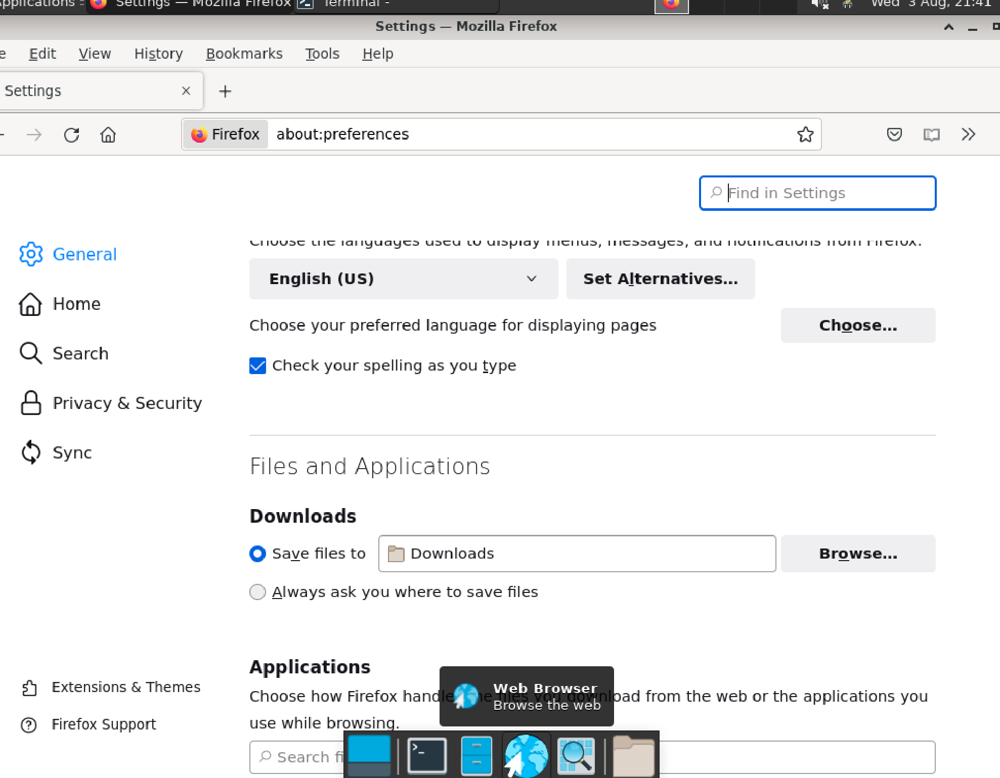 Applications
Settings — Mozilla Firefox
Terminal -
Wed 3 Aug, 21:41
Settings — Mozilla Firefox
Edit View History Bookmarks Tools Help
Settings
Firefox about:preferences
Find in Settings
Choose the languages used to display menus, messages, and notifications from Firefox.
General
English (US) Set Alternatives...
Home
Choose your preferred language for displaying pages Choose...
Search
Check your spelling as you type
Privacy & Security
Sync
Files and Applications
Downloads
Save files to Downloads Browse...
Always ask you where to save files
Applications
Extensions & Themes
Web Browser
Choose how Firefox handle the files you download from the web or the applications you
Browse the web
use while browsing.
Firefox Support
Search